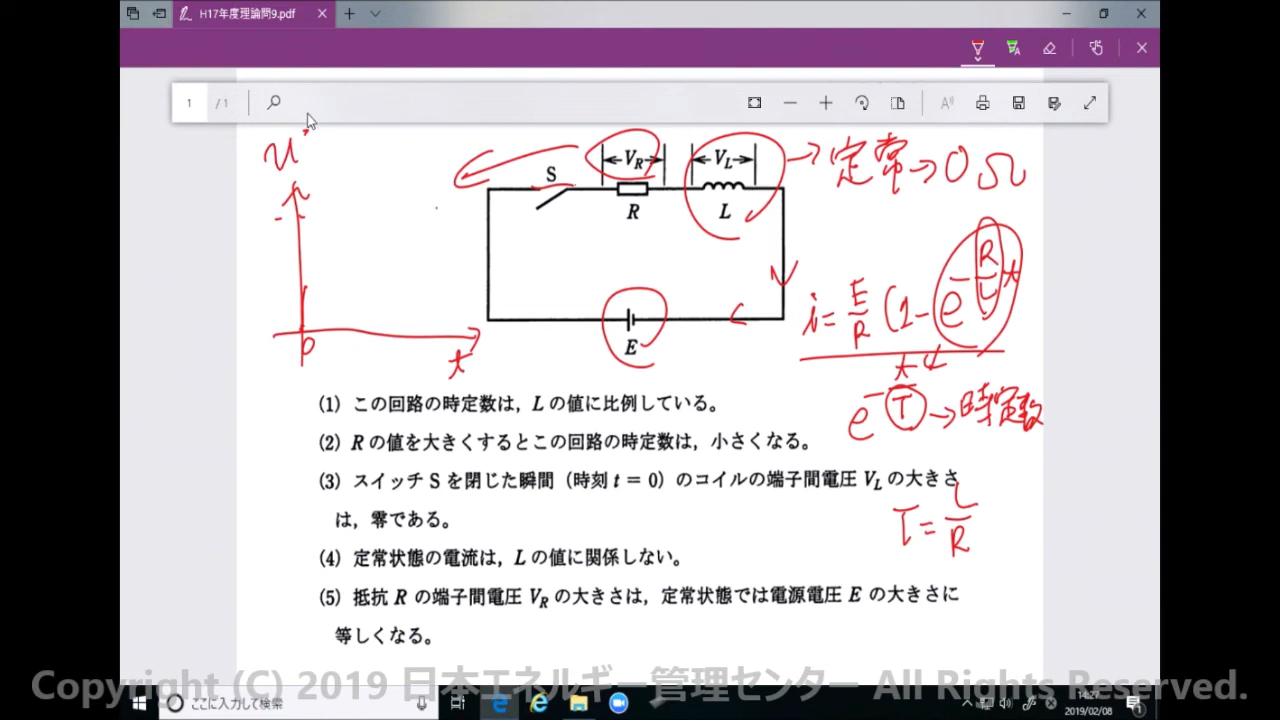 H17年度理論問9.pdf
1 / 1
V_R
V_L
S
R
L
E
0
t
→定常→0Ω
i=E/R(1-e^-R/L t
e^-t/T→時定数
T=L/R
(1) この回路の時定数は，Lの値に比例している。
(2) Rの値を大きくするとこの回路の時定数は，小さくなる。
(3) スイッチSを閉じた瞬間（時刻 t = 0）のコイルの端子間電圧 V_L の大きさ
は，零である。
(4) 定常状態の電流は，Lの値に関係しない。
(5) 抵抗 R の端子間電圧 V_R の大きさは，定常状態では電源電圧 E の大きさに
等しくなる。
Copyright (C) 2019 日本エネルギー管理センター All Rights Reserved.
ここに入力して検索
14:27
2019/02/08